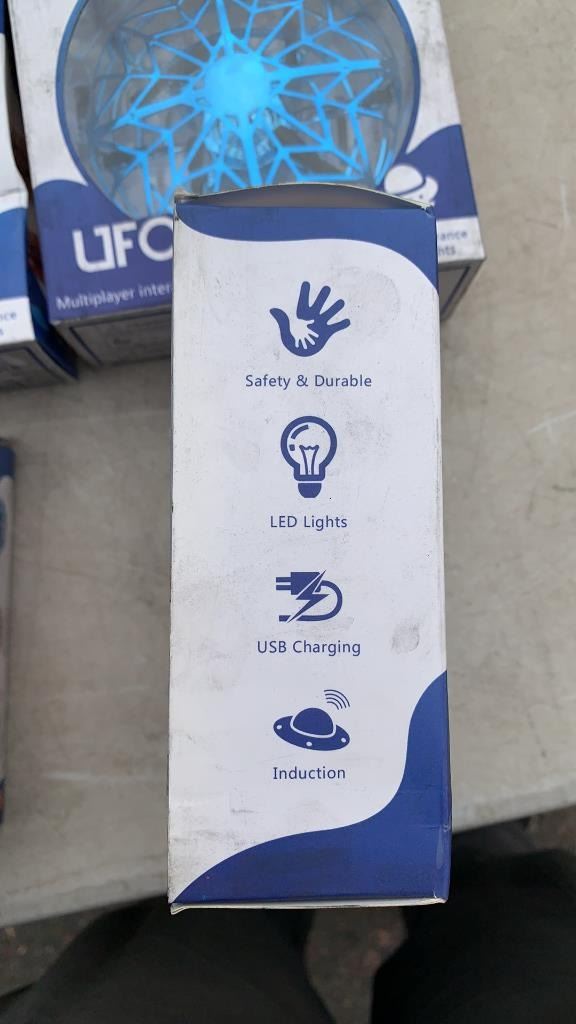 UFO
Multiplayer inter
Safety & Durable
LED Lights
USB Charging
Induction